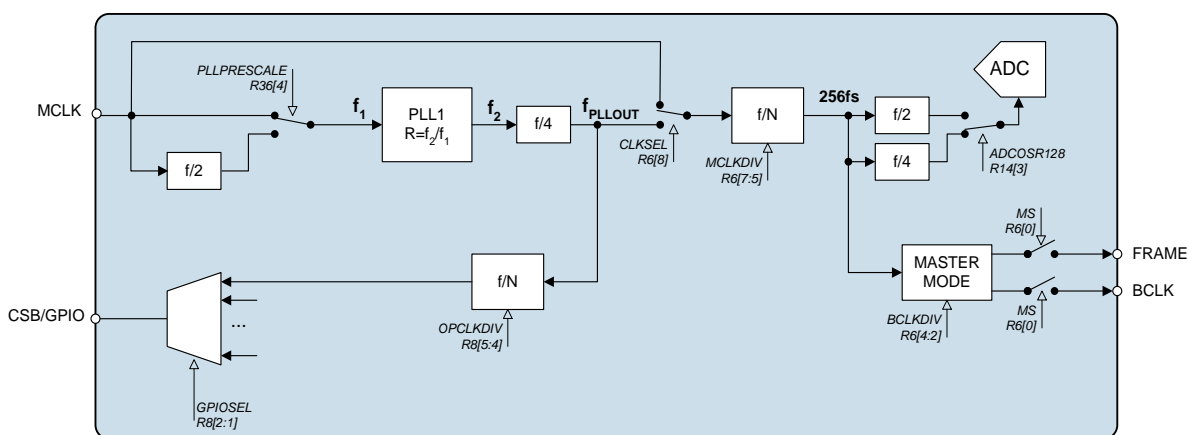 ADC
PLLPRESCALE
R36[4]
MCLK
f1
PLL1
R=f2/f1
f2
f/4
fPLLOUT
f/2
CLKSEL
R6[8]
f/N
MCLKDIV
R6[7:5]
256fs
f/2
f/4
ADCOSR128
R14[3]
MS
R6[0]
FRAME
MASTER
MODE
BCLK
MS
R6[0]
BCLKDIV
R6[4:2]
f/N
OPCLKDIV
R8[5:4]
CSB/GPIO
...
GPIOSEL
R8[2:1]